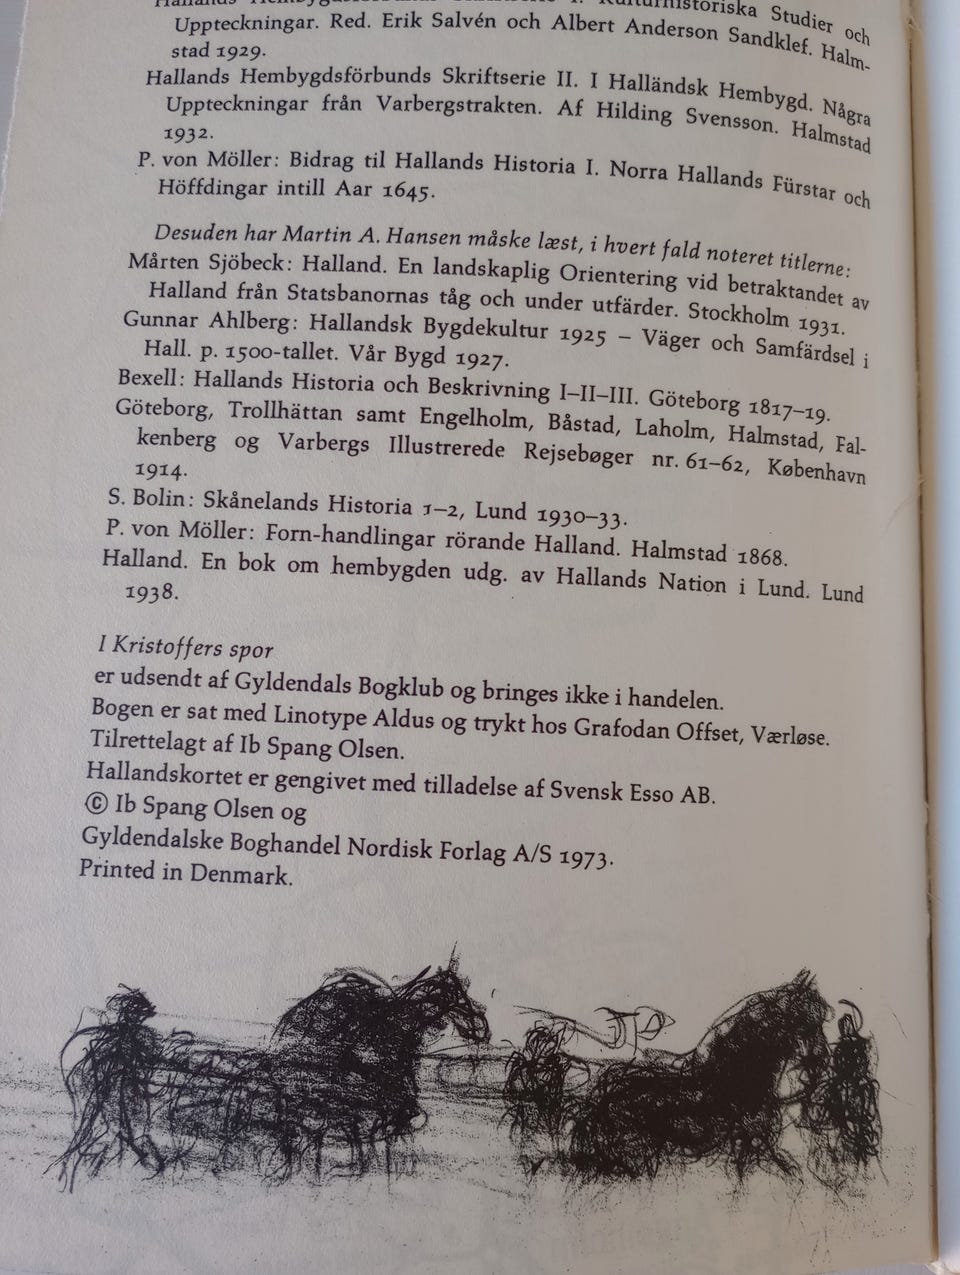 Hallands Hembygdsförbunds Skriftserie I. Kulturhistoriska Studier och
Uppteckningar. Red. Erik Salvén och Albert Anderson Sandklef. Halm-
stad 1929.
Hallands Hembygdsförbunds Skriftserie II. I Halländsk Hembygd. Några
Uppteckningar från Varbergstrakten. Af Hilding Svensson. Halmstad
1932.
P. von Möller: Bidrag til Hallands Historia I. Norra Hallands Fürstar och
Höffdingar intill Aar 1645.
Desuden har Martin A. Hansen måske læst, i hvert fald noteret titlerne:
Mårten Sjöbeck: Halland. En landskaplig Orientering vid betraktandet av
Halland från Statsbanornas tåg och under utfärder. Stockholm 1931.
Gunnar Ahlberg: Hallandsk Bygdekultur 1925 – Väger och Samfärdsel i
Hall. p. 1500-tallet. Vår Bygd 1927.
Bexell: Hallands Historia och Beskrivning I–II–III. Göteborg 1817–19.
Göteborg, Trollhättan samt Engelholm, Båstad, Laholm, Halmstad, Fal-
kenberg og Varbergs Illustrerede Rejsebøger nr. 61–62, København
1914.
S. Bolin: Skånelands Historia 1–2, Lund 1930–33.
P. von Möller: Forn-handlingar rörande Halland. Halmstad 1868.
Halland. En bok om hembygden udg. av Hallands Nation i Lund. Lund
1938.
I Kristoffers spor
er udsendt af Gyldendals Bogklub og bringes ikke i handelen.
Bogen er sat med Linotype Aldus og trykt hos Grafodan Offset, Værløse.
Tilrettelagt af Ib Spang Olsen.
Hallandskortet er gengivet med tilladelse af Svensk Esso AB.
© Ib Spang Olsen og
Gyldendalske Boghandel Nordisk Forlag A/S 1973.
Printed in Denmark.